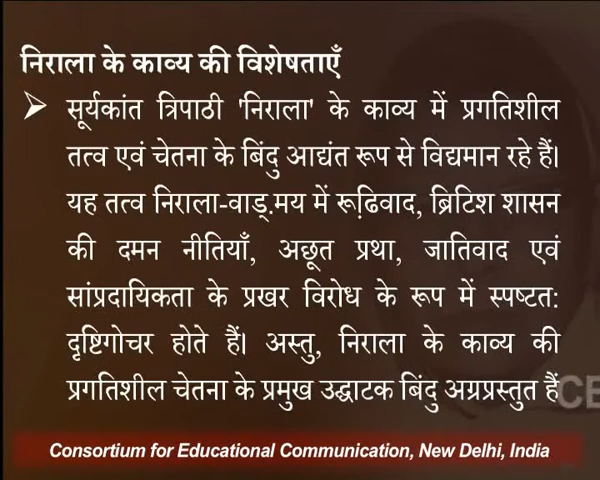 निराला के काव्य की विशेषताएँ
सूर्यकांत त्रिपाठी 'निराला' के काव्य में प्रगतिशील
तत्व एवं चेतना के बिंदु आद्यंत रूप से विद्यमान रहे हैं।
यह तत्व निराला-वाड्.मय में रूढि़वाद, ब्रिटिश शासन
की दमन नीतियाँ, अछूत प्रथा, जातिवाद एवं
सांप्रदायिकता के प्रखर विरोध के रूप में स्पष्टत:
दृष्टिगोचर होते हैं। अस्तु, निराला के काव्य की
प्रगतिशील चेतना के प्रमुख उद्घाटक बिंदु अग्रप्रस्तुत हैं
CE
Consortium for Educational Communication, New Delhi, India